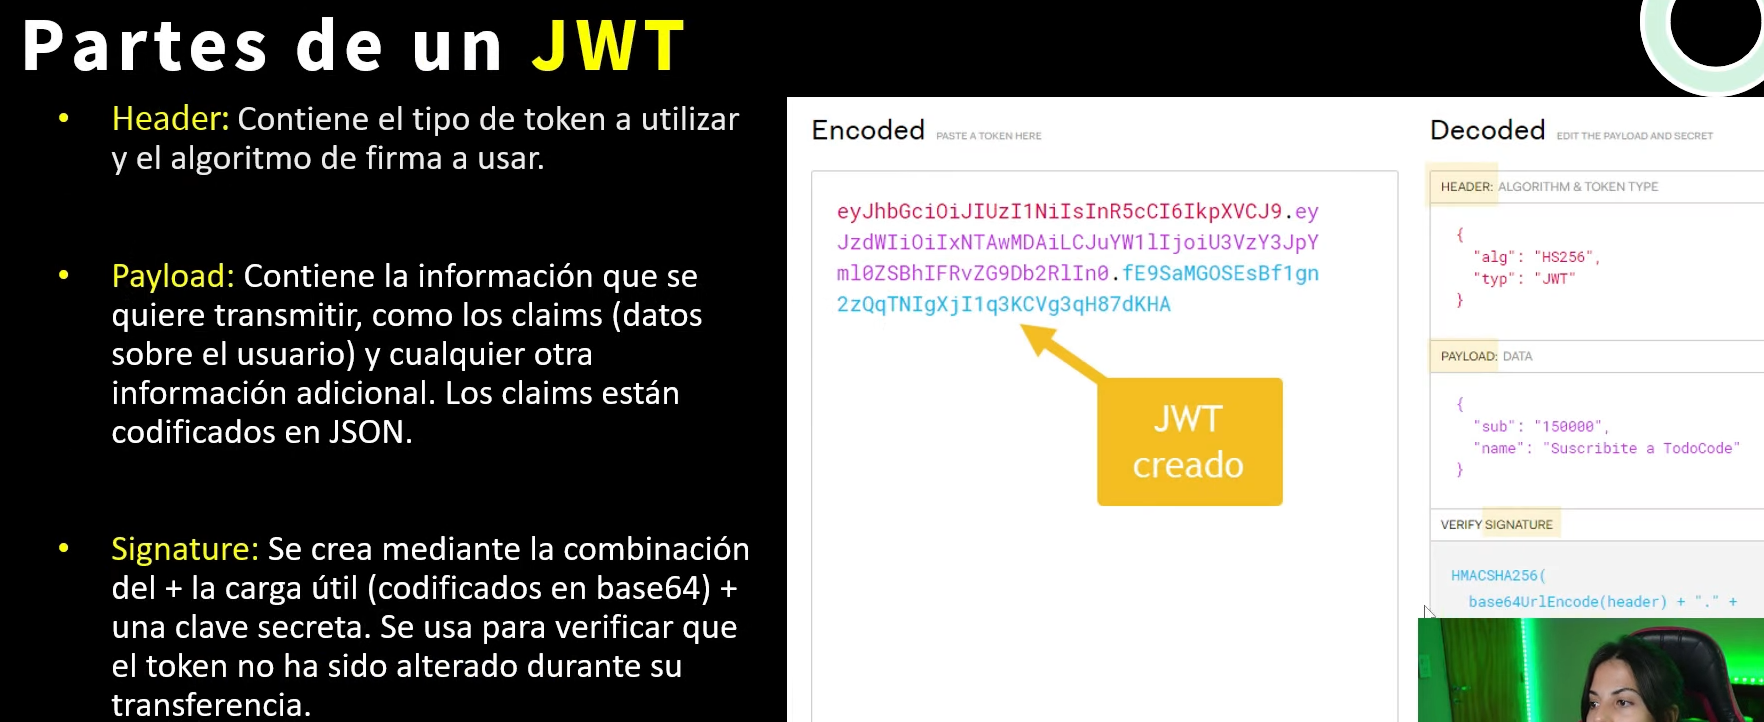 Partes de un JWT
• Header: Contiene el tipo de token a utilizar
y el algoritmo de firma a usar.
• Payload: Contiene la información que se
quiere transmitir, como los claims (datos
sobre el usuario) y cualquier otra
información adicional. Los claims están
codificados en JSON.
• Signature: Se crea mediante la combinación
del + la carga útil (codificados en base64) +
una clave secreta. Se usa para verificar que
el token no ha sido alterado durante su
transferencia.
Encoded PASTE A TOKEN HERE
eyJhbGciOiJIUzI1NiIsInR5cCI6IkpXVCJ9.ey
JzdWIiOiIxNTAwMDAiLCJuYW1lIjoiU3VzY3JpY
ml0ZSBhIFRvZG9Db2RlIn0.fE9SaMGOSEsBf1gn
2zQqTNIgXjI1q3KCVg3qH87dKHA
JWT
creado
Decoded EDIT THE PAYLOAD AND SECRET
HEADER: ALGORITHM & TOKEN TYPE
{
"alg": "HS256",
"typ": "JWT"
}
PAYLOAD: DATA
{
"sub": "150000",
"name": "Suscribite a TodoCode"
}
VERIFY SIGNATURE
HMACSHA256(
base64UrlEncode(header) + "." +